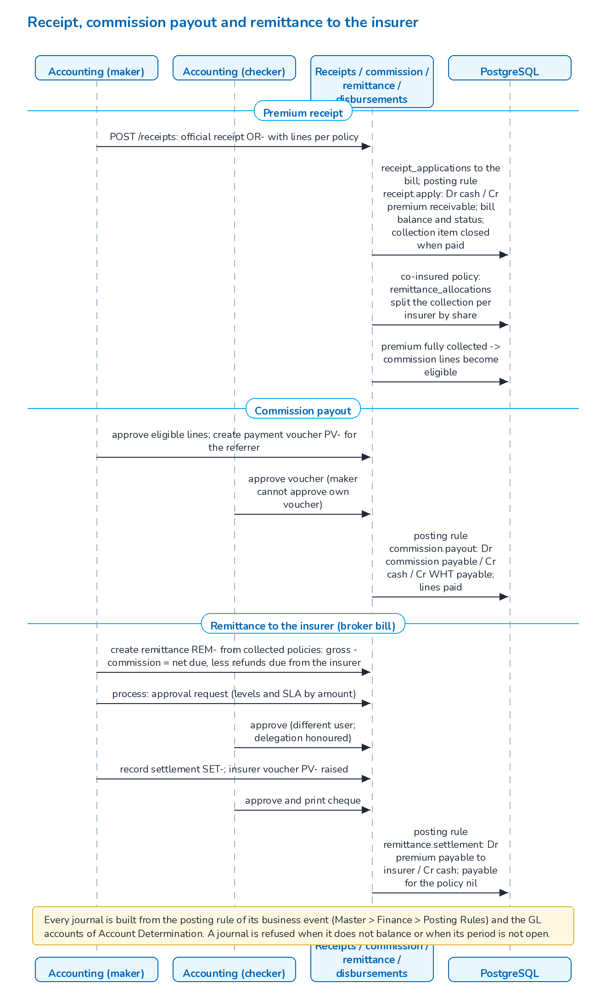 Receipt, commission payout and remittance to the insurer
Accounting (maker)
Accounting (checker)
Receipts / commission /
remittance /
disbursements
PostgreSQL
Premium receipt
POST /receipts: official receipt OR- with lines per policy
receipt_applications to the
bill; posting rule
receipt.apply: Dr cash / Cr
premium receivable; bill
balance and status;
collection item closed
when paid
co-insured policy:
remittance_allocations
split the collection per
insurer by share
premium fully collected ->
commission lines become
eligible
Commission payout
approve eligible lines; create payment voucher PV- for
the referrer
approve voucher (maker
cannot approve own
voucher)
posting rule
commission.payout: Dr
commission payable / Cr
cash / Cr WHT payable;
lines paid
Remittance to the insurer (broker bill)
create remittance REM- from collected policies: gross -
commission = net due, less refunds due from the insurer
process: approval request (levels and SLA by amount)
approve (different user;
delegation honoured)
record settlement SET-; insurer voucher PV- raised
approve and print cheque
posting rule
remittance.settlement: Dr
premium payable to
insurer / Cr cash; payable
for the policy nil
Every journal is built from the posting rule of its business event (Master > Finance > Posting Rules) and the GL
accounts of Account Determination. A journal is refused when it does not balance or when its period is not open.
Accounting (maker)
Accounting (checker)
Receipts / commission /
remittance /
disbursements
PostgreSQL